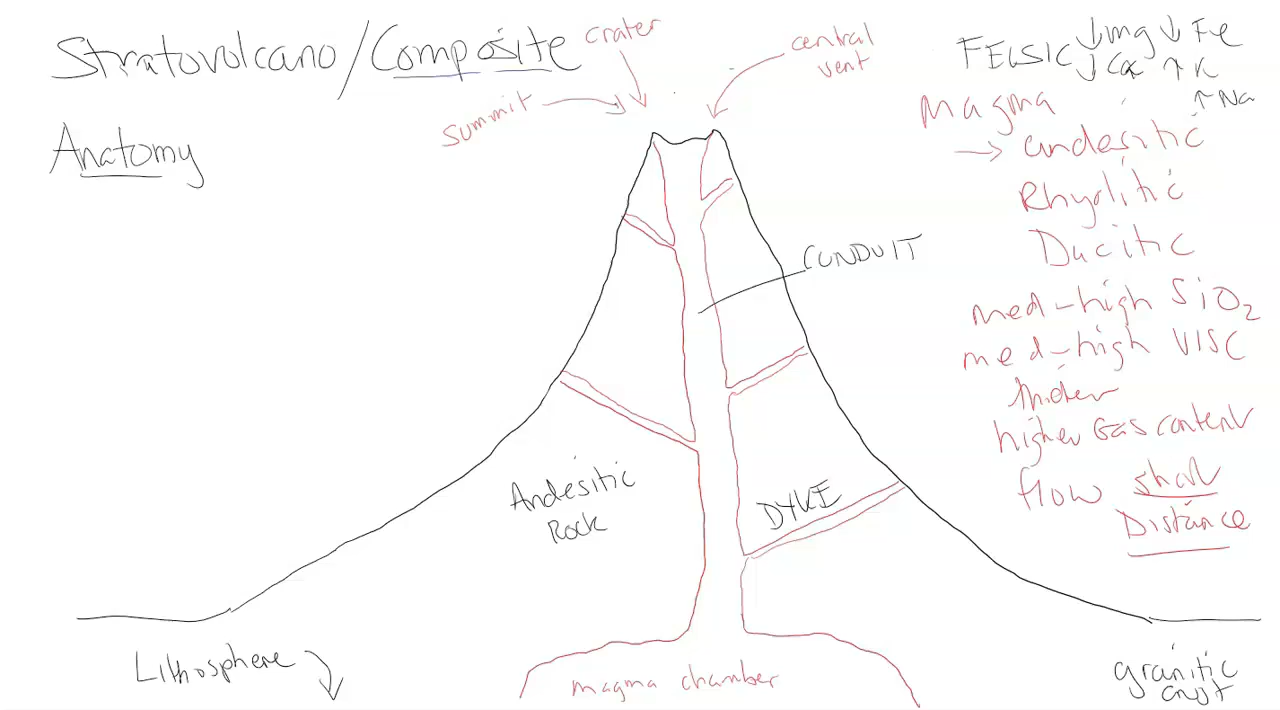 Stratovolcano/Composite
Anatomy
crater
summit
central
vent
FELSIC ↓mg ↓Fe
↓Ca ↑K
↑Na
magma
→ andesitic
Rhyolitic
Dacitic
med-high SiO2
med-high VISC
higher Gas content
flow short
Distance
CONDUIT
Andesitic
Rock
DYKE
Lithosphere
magma chamber
granitic
crust